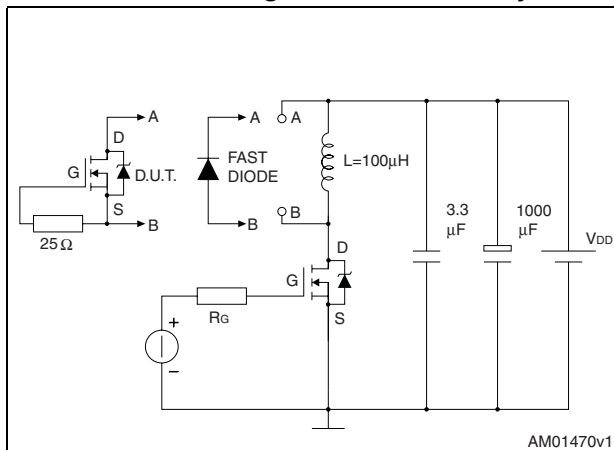 A
D
G
D.U.T.
S
B
25Ω
A
FAST
DIODE
B
A
L=100μH
B
D
G
S
RG
+
–
3.3
μF
1000
μF
VDD
AM01470v1